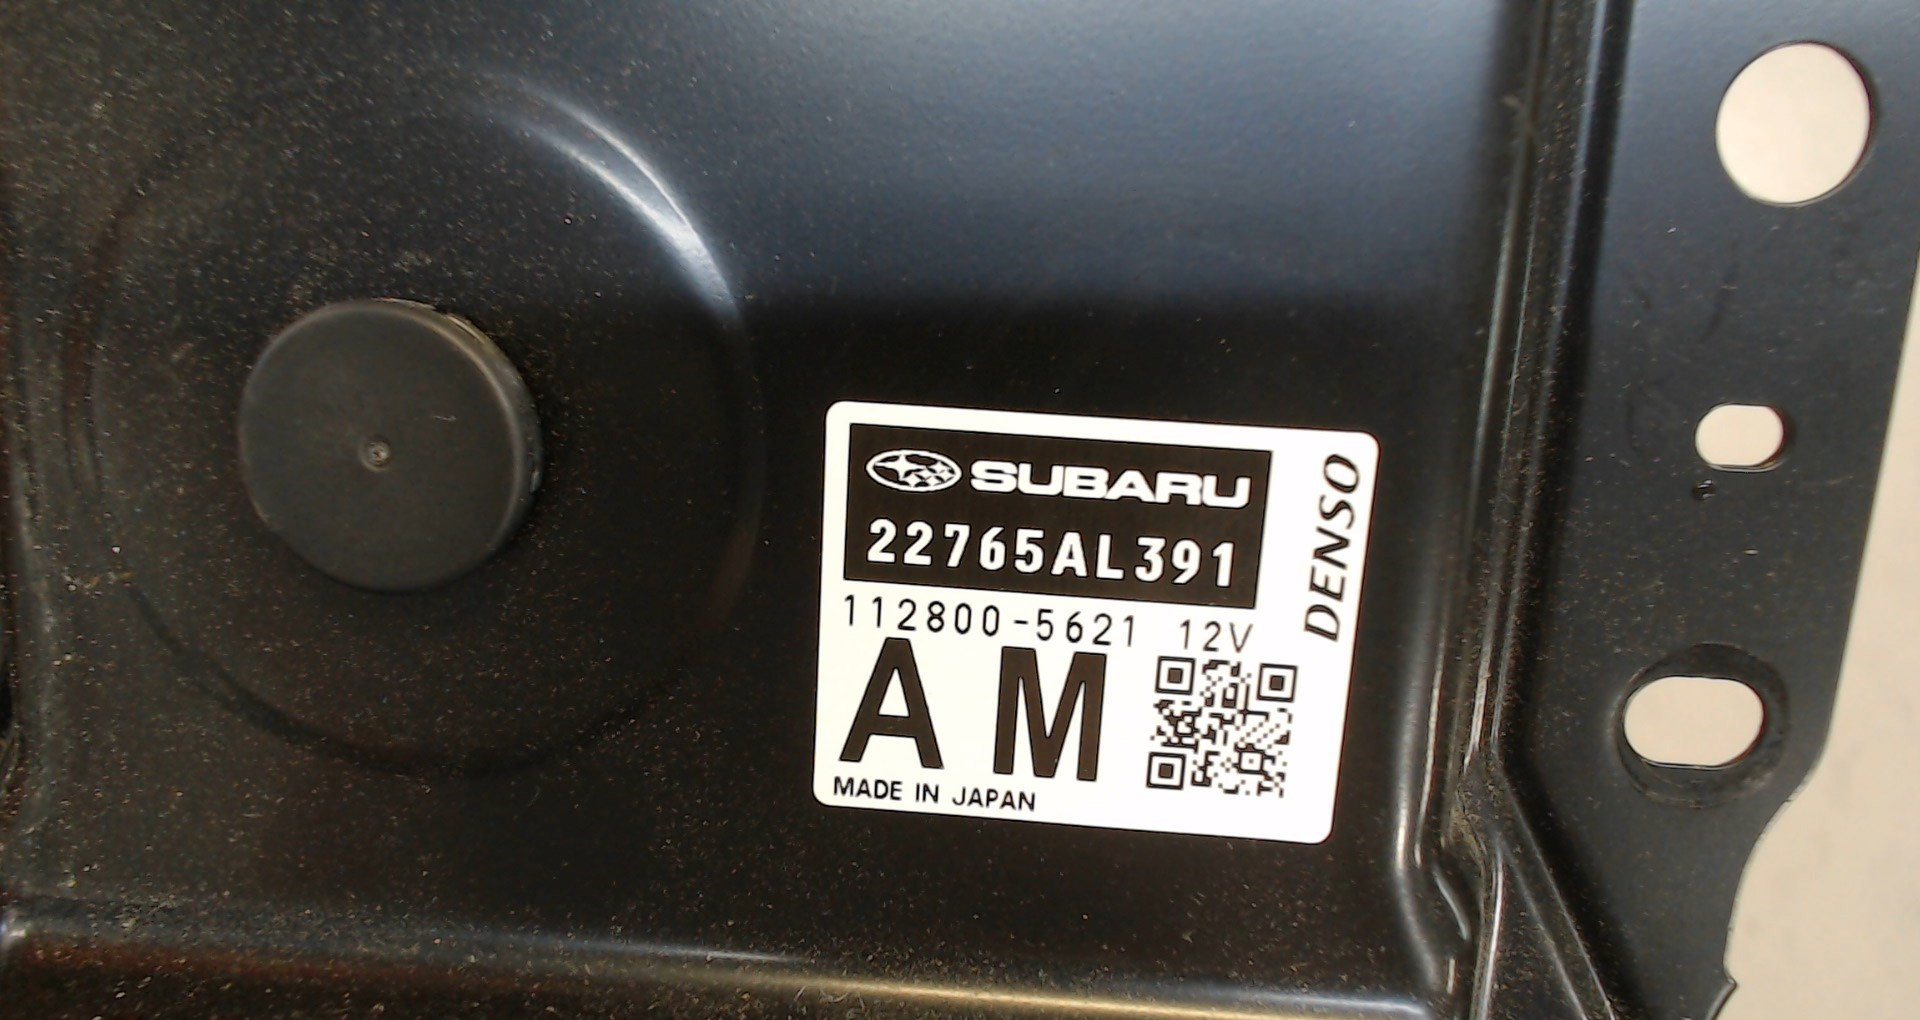 SUBARU
22765AL391
112800-5621 12V
A M
MADE IN JAPAN
DENSO